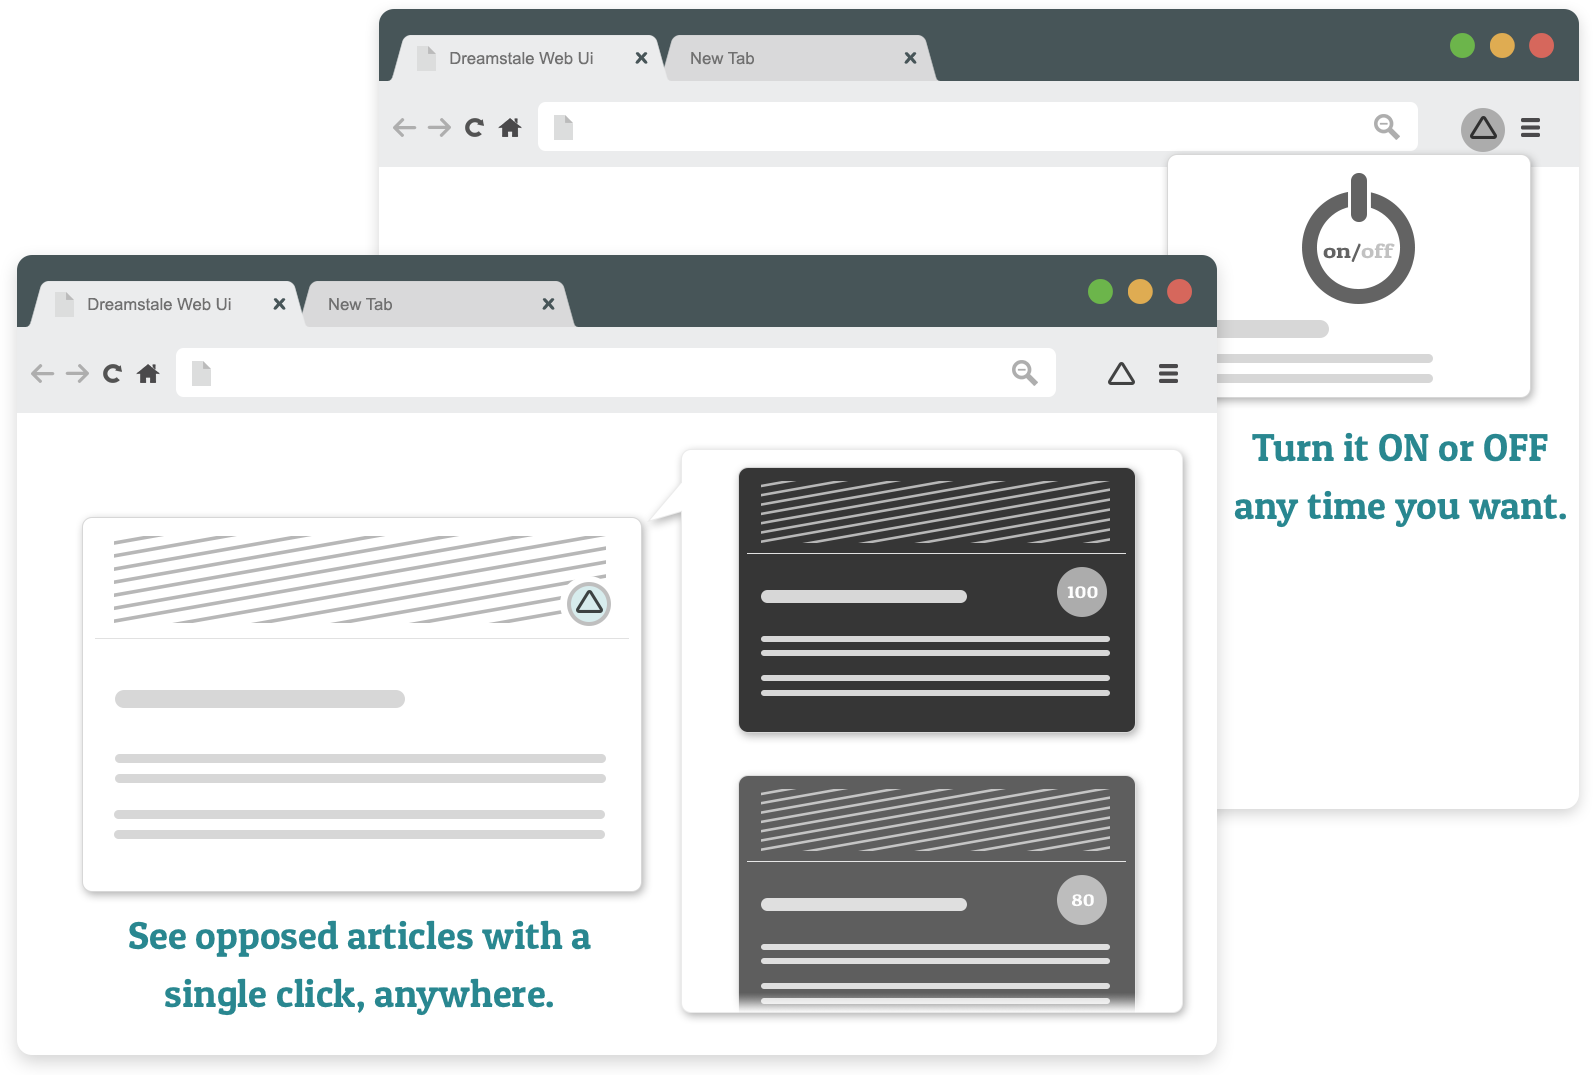 Dreamstale Web Ui
New Tab
on/off
Turn it ON or OFF
any time you want.
Dreamstale Web Ui
New Tab
100
80
See opposed articles with a
single click, anywhere.